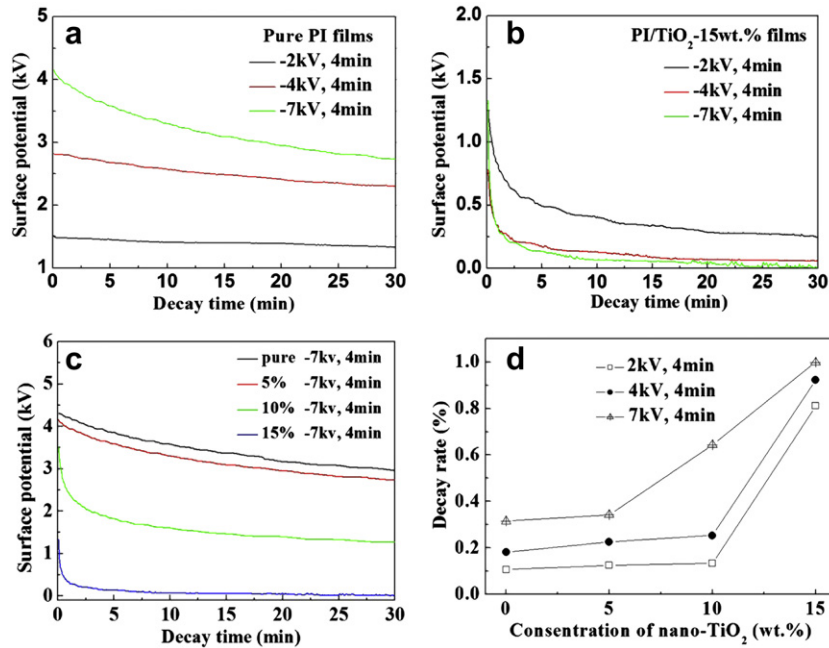 a
Pure PI films
-2kV, 4min
-4kV, 4min
-7kV, 4min
Surface potential (kV)
5
4
3
2
1
0 5 10 15 20 25 30
Decay time (min)
b
PI/TiO₂-15wt.% films
-2kV, 4min
-4kV, 4min
-7kV, 4min
Surface potential (kV)
2.0
1.5
1.0
0.5
0.0
0 5 10 15 20 25 30
Decay time (min)
c
pure -7kv, 4min
5% -7kv, 4min
10% -7kv, 4min
15% -7kv, 4min
Surface potential (kV)
6
5
4
3
2
1
0
0 5 10 15 20 25 30
Decay time (min)
d
2kV, 4min
4kV, 4min
7kV, 4min
Decay rate (%)
1.0
0.8
0.6
0.4
0.2
0.0
0 5 10 15
Consentration of nano-TiO₂ (wt.%)